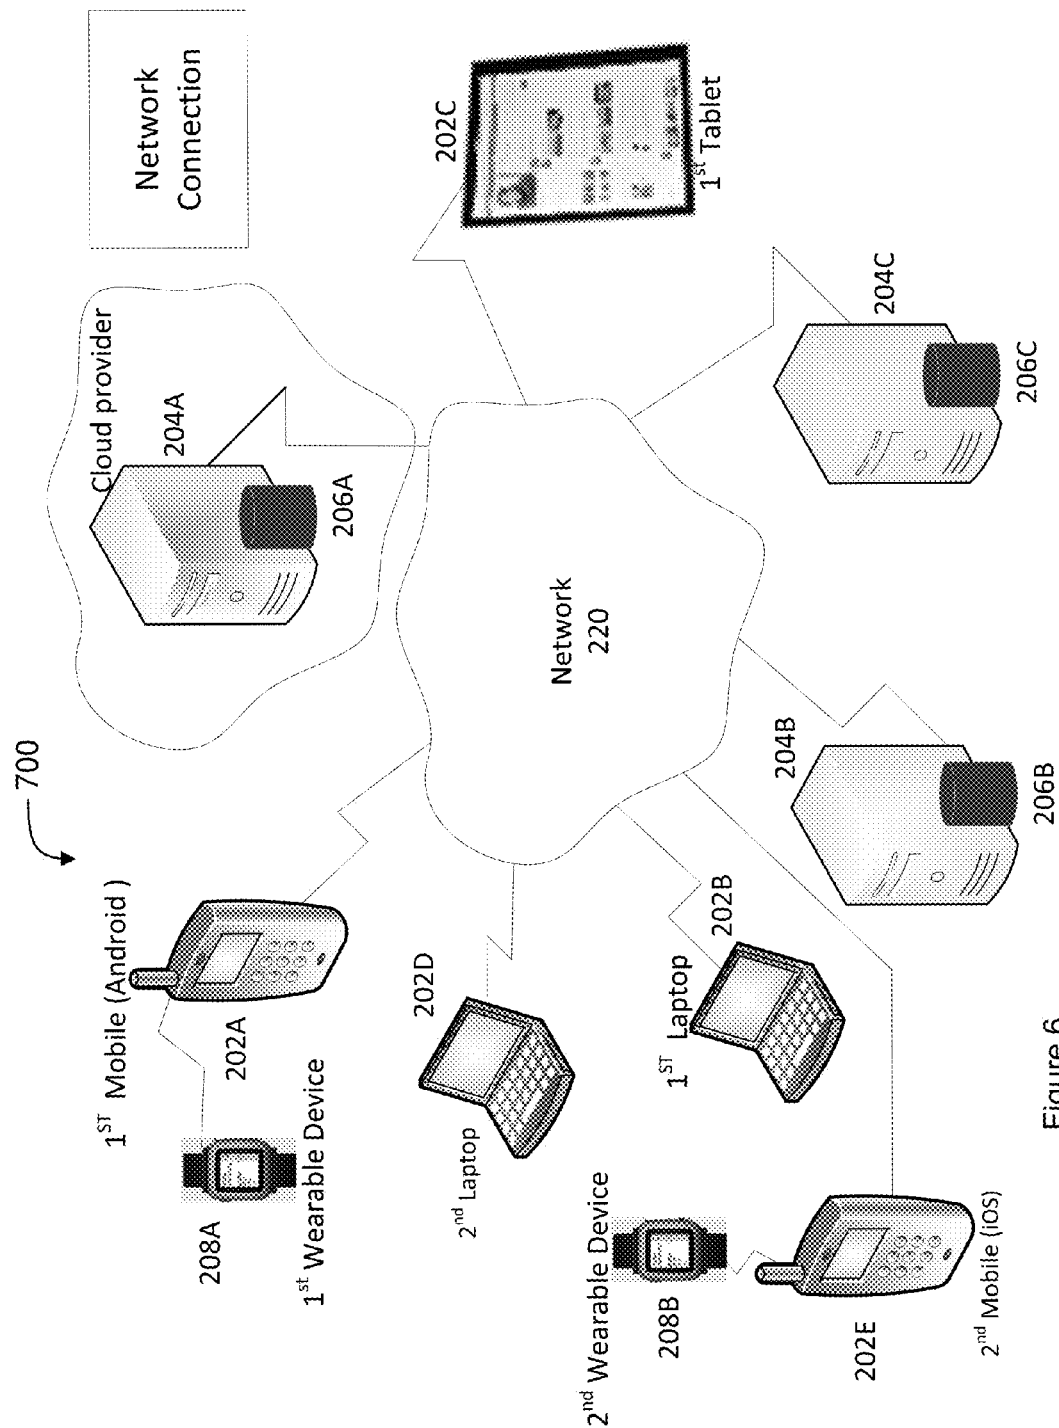 Network
Connection
Cloud provider
204A
206A
202C
1st Tablet
204C
206C
700
Network
220
1ST Mobile (Android )
202A
208A
1st Wearable Device
202D
2nd Laptop
202B
1ST Laptop
204B
206B
2nd Wearable Device
208B
202E
2nd Mobile (iOS)
Figure 6